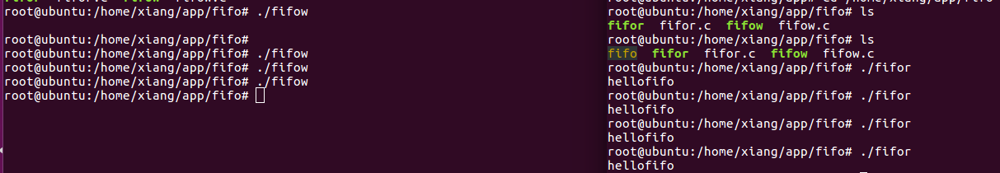 fifor fifor.c fifow fifow.c
root@ubuntu:/home/xiang/app/fifo# ./fifow
root@ubuntu:/home/xiang/app/fifo#
root@ubuntu:/home/xiang/app/fifo# ./fifow
root@ubuntu:/home/xiang/app/fifo# ./fifow
root@ubuntu:/home/xiang/app/fifo# ./fifow
root@ubuntu:/home/xiang/app/fifo#
root@ubuntu:/home/xiang/app/fifo# ls
fifor fifor.c fifow fifow.c
root@ubuntu:/home/xiang/app/fifo# ls
fifo fifor fifor.c fifow fifow.c
root@ubuntu:/home/xiang/app/fifo# ./fifor
hellofifo
root@ubuntu:/home/xiang/app/fifo# ./fifor
hellofifo
root@ubuntu:/home/xiang/app/fifo# ./fifor
hellofifo
root@ubuntu:/home/xiang/app/fifo# ./fifor
hellofifo